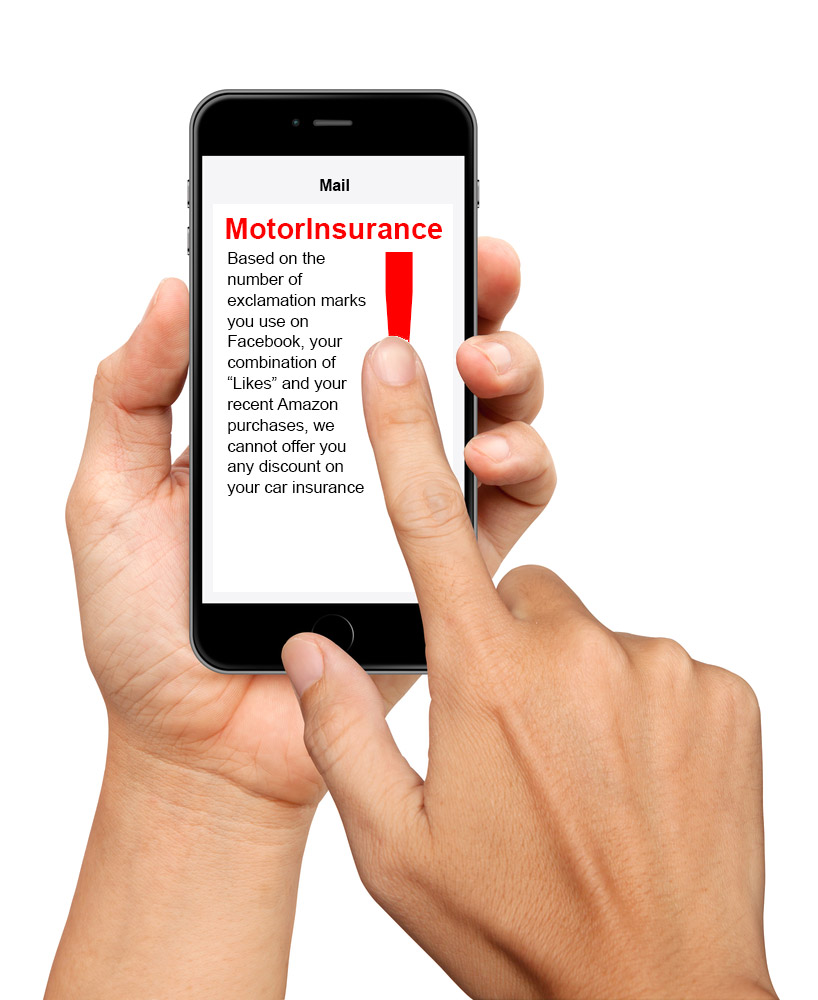 Mail
MotorInsurance
Based on the
number of
exclamation marks
you use on
Facebook, your
combination of
“Likes” and your
recent Amazon
purchases, we
cannot offer you
any discount on
your car insurance